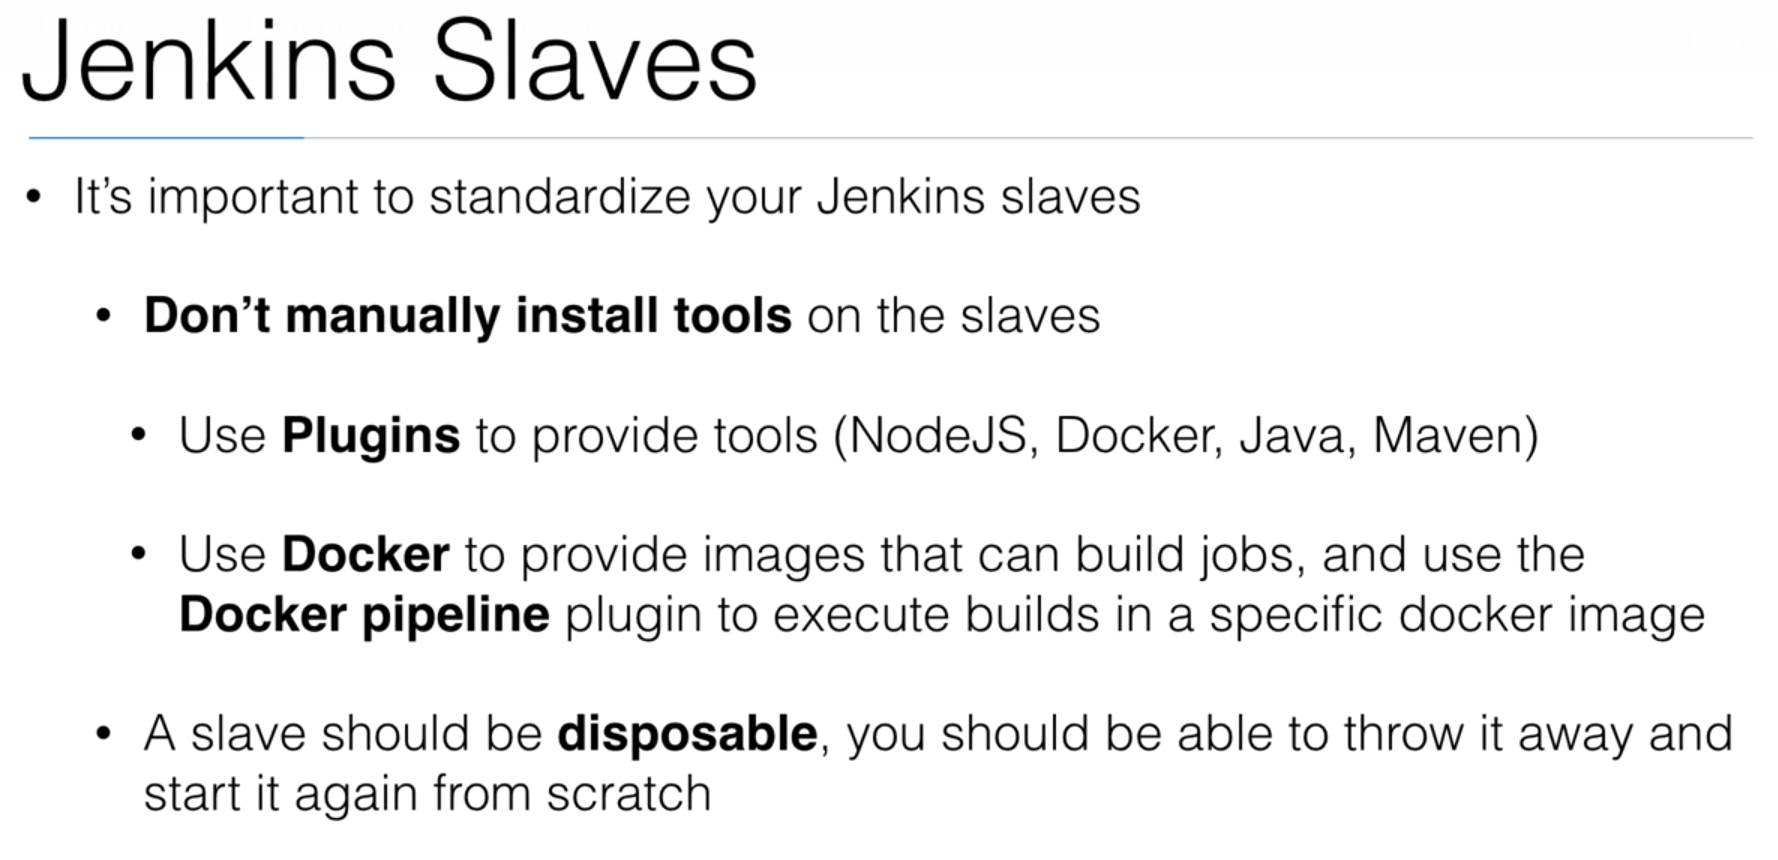 Jenkins Slaves
• It’s important to standardize your Jenkins slaves
• Don’t manually install tools on the slaves
• Use Plugins to provide tools (NodeJS, Docker, Java, Maven)
• Use Docker to provide images that can build jobs, and use the
Docker pipeline plugin to execute builds in a specific docker image
• A slave should be disposable, you should be able to throw it away and
start it again from scratch